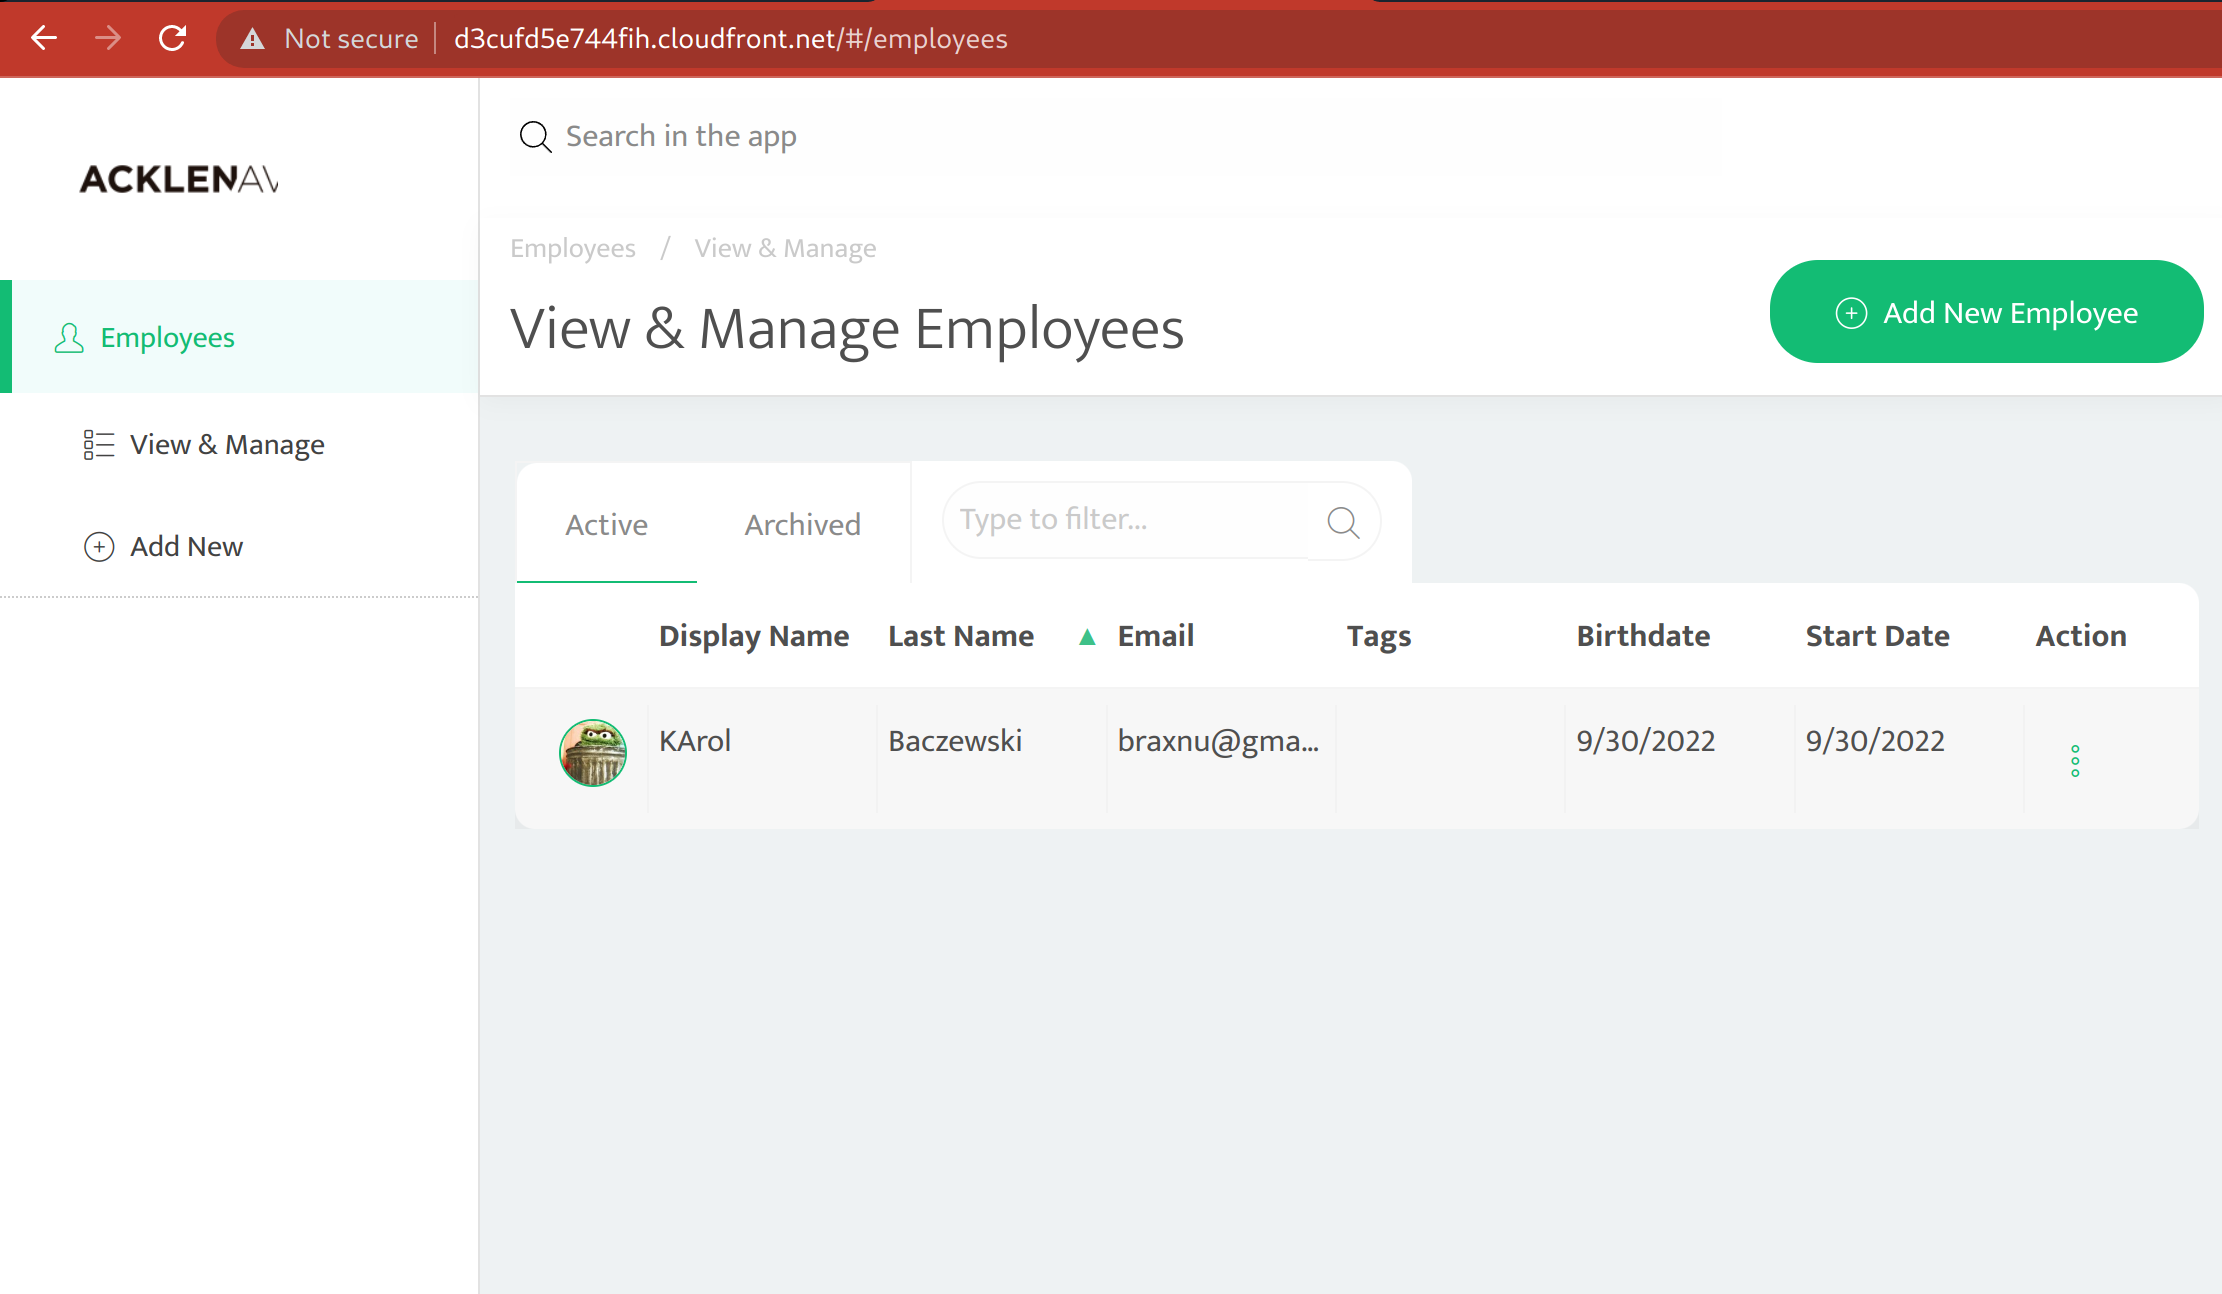 Not secure d3cufd5e744fih.cloudfront.net/#/employees
Search in the app
ACKLENAV
Employees / View & Manage
View & Manage Employees
Add New Employee
Employees
View & Manage
Add New
Active Archived Type to filter...
Display Name Last Name ▲ Email Tags Birthdate Start Date Action
KArol Baczewski braxnu@gma... 9/30/2022 9/30/2022